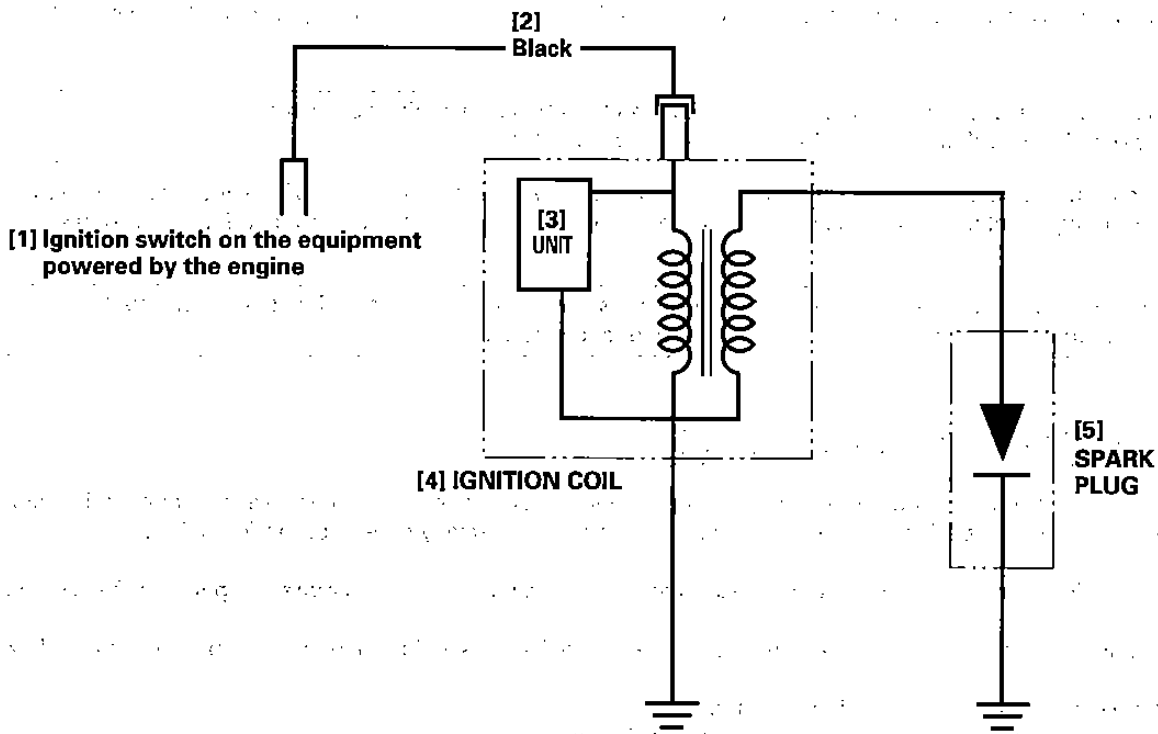 [2]
Black
[3]
UNIT
[1] Ignition switch on the equipment
powered by the engine
[4] IGNITION COIL
[5]
SPARK
PLUG